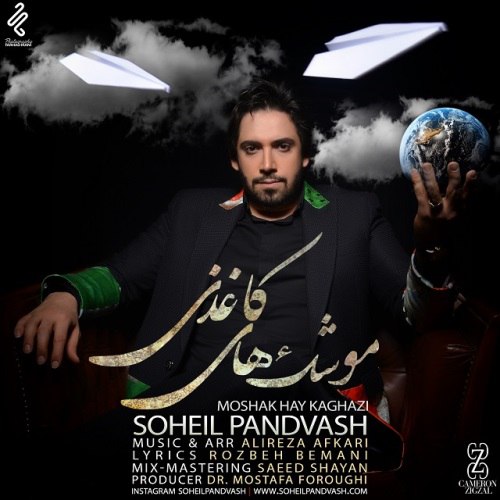 موشک های کاغذی
MOSHAK HAY KAGHAZI
SOHEIL PANDVASH
MUSIC & ARR ALIREZA AFKARI
LYRICS ROZBEH BEMANI
MIX-MASTERING SAEED SHAYAN
PRODUCER DR. MOSTAFA FOROUGHI
INSTAGRAM SOHEILPANDVASH | WWW.SOHEILPANDVASH.COM
CAMERON
ZIGZAL